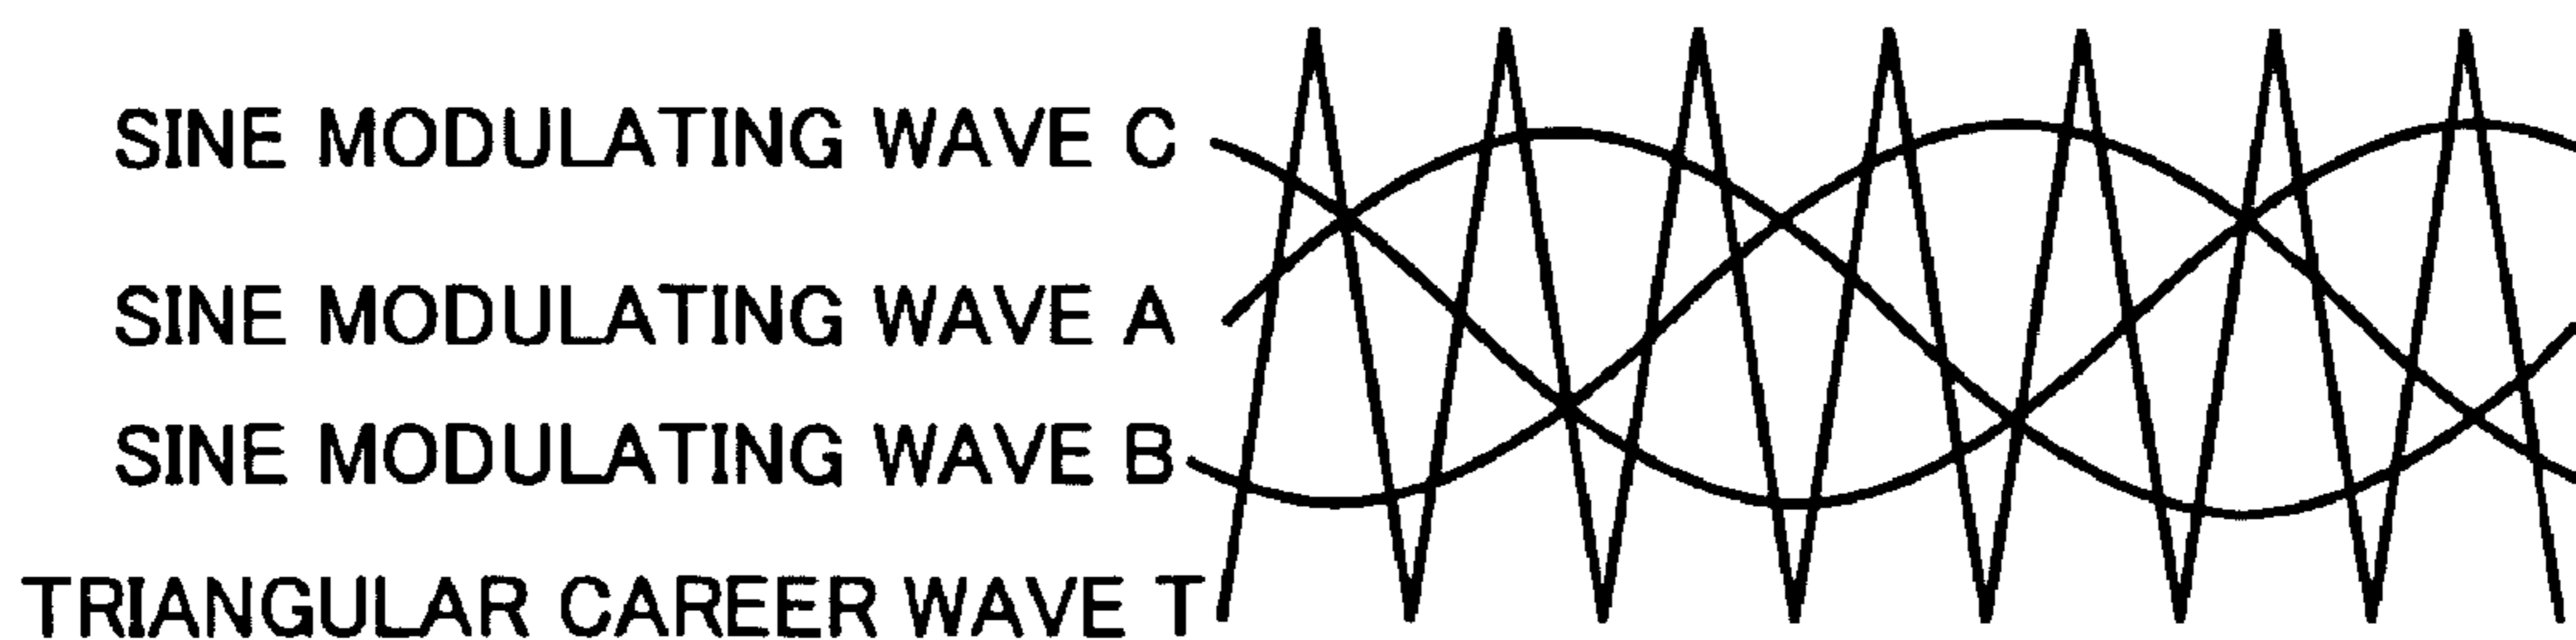 SINE MODULATING WAVE C
SINE MODULATING WAVE A
SINE MODULATING WAVE B
TRIANGULAR CAREER WAVE T